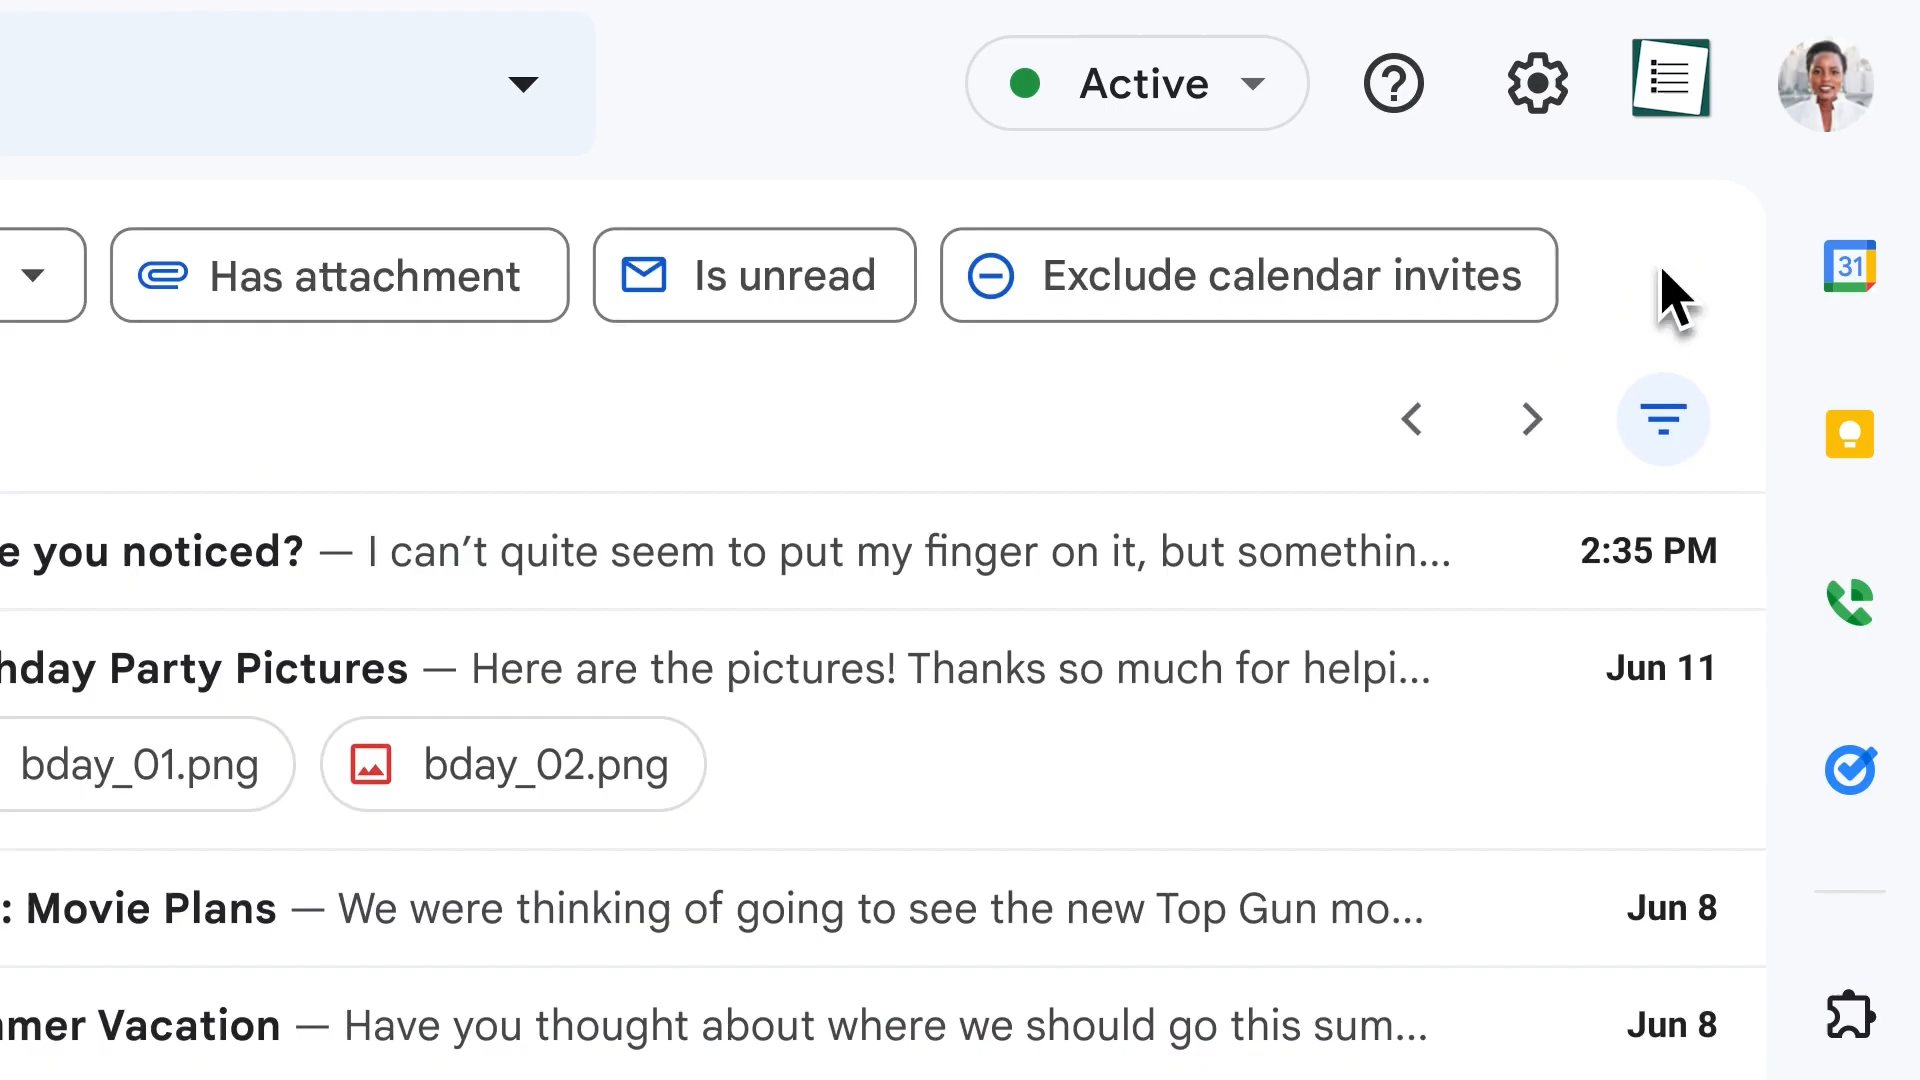 Active
Has attachment
Is unread
Exclude calendar invites
31
e you noticed? — I can’t quite seem to put my finger on it, but somethin... 2:35 PM
hday Party Pictures — Here are the pictures! Thanks so much for helpi... Jun 11
bday_01.png
bday_02.png
: Movie Plans — We were thinking of going to see the new Top Gun mo... Jun 8
mer Vacation — Have you thought about where we should go this sum... Jun 8